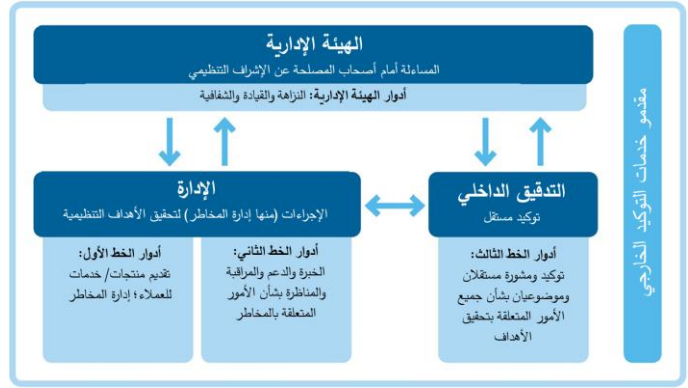 الهيئة الإدارية
المساءلة أمام أصحاب المصلحة عن الإشراف التنظيمي
أدوار الهيئة الإدارية: النزاهة والقيادة والشفافية
الإدارة
الإجراءات (منها إدارة المخاطر) لتحقيق الأهداف التنظيمية
أدوار الخط الأول:
تقديم منتجات/ خدمات
للعملاء؛ إدارة المخاطر
أدوار الخط الثاني:
الخبرة والدعم والمراقبة
والمناظرة بشأن الأمور
المتعلقة بالمخاطر
التدقيق الداخلي
توكيد مستقل
أدوار الخط الثالث:
توكيد ومشورة مستقلان
وموضوعيان بشأن جميع
الأمور المتعلقة بتحقيق
الأهداف
مقدمو خدمات التوكيد الخارجي